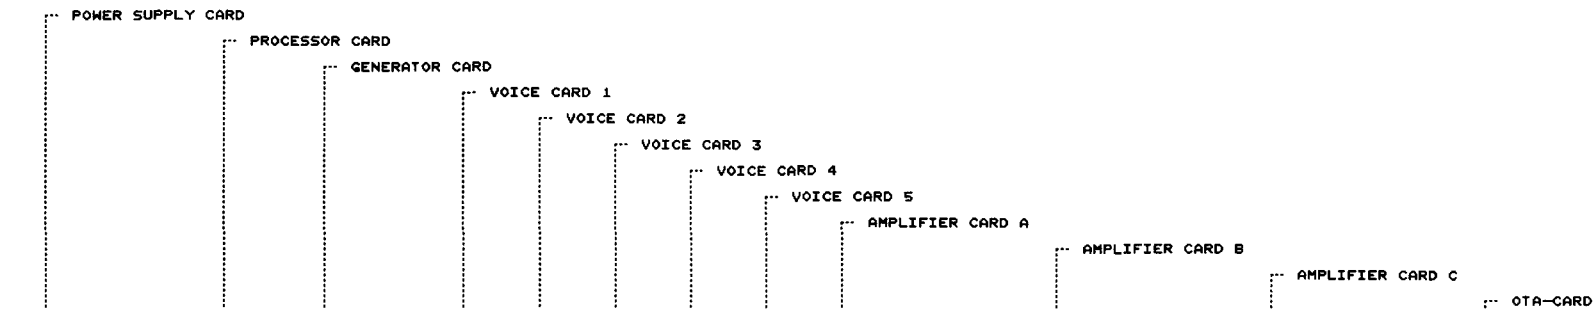 POWER SUPPLY CARD
PROCESSOR CARD
GENERATOR CARD
VOICE CARD 1
VOICE CARD 2
VOICE CARD 3
VOICE CARD 4
VOICE CARD 5
AMPLIFIER CARD A
AMPLIFIER CARD B
AMPLIFIER CARD C
OTA-CARD